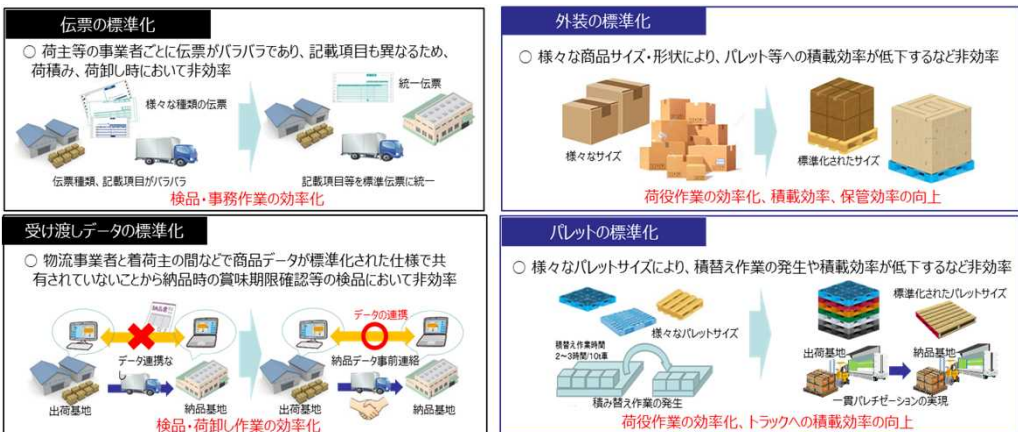 伝票の標準化
○ 荷主等の事業者ごとに伝票がバラバラであり、記載項目も異なるため、
荷積み、荷卸し時において非効率
様々な種類の伝票
統一伝票
伝票種類、記載項目がバラバラ
記載項目等を標準伝票に統一
検品・事務作業の効率化
外装の標準化
○ 様々な商品サイズ・形状により、パレット等への積載効率が低下するなど非効率
様々なサイズ
標準化されたサイズ
荷役作業の効率化、積載効率、保管効率の向上
受け渡しデータの標準化
○ 物流事業者と着荷主の間などで商品データが標準化された仕様で共
有されていないことから納品時の賞味期限確認等の検品において非効率
納品書
データ連携な
し
出荷基地
納品基地
データの連携
納品データ事前連絡
出荷基地
納品基地
検品・荷卸し作業の効率化
パレットの標準化
○ 様々なパレットサイズにより、積替え作業の発生や積載効率が低下するなど非効率
様々なパレットサイズ
積替え作業時間
2～3時間/10t車
積み替え作業の発生
標準化されたパレットサイズ
出荷基地
納品基地
一貫パレチゼーションの実現
荷役作業の効率化、トラックへの積載効率の向上